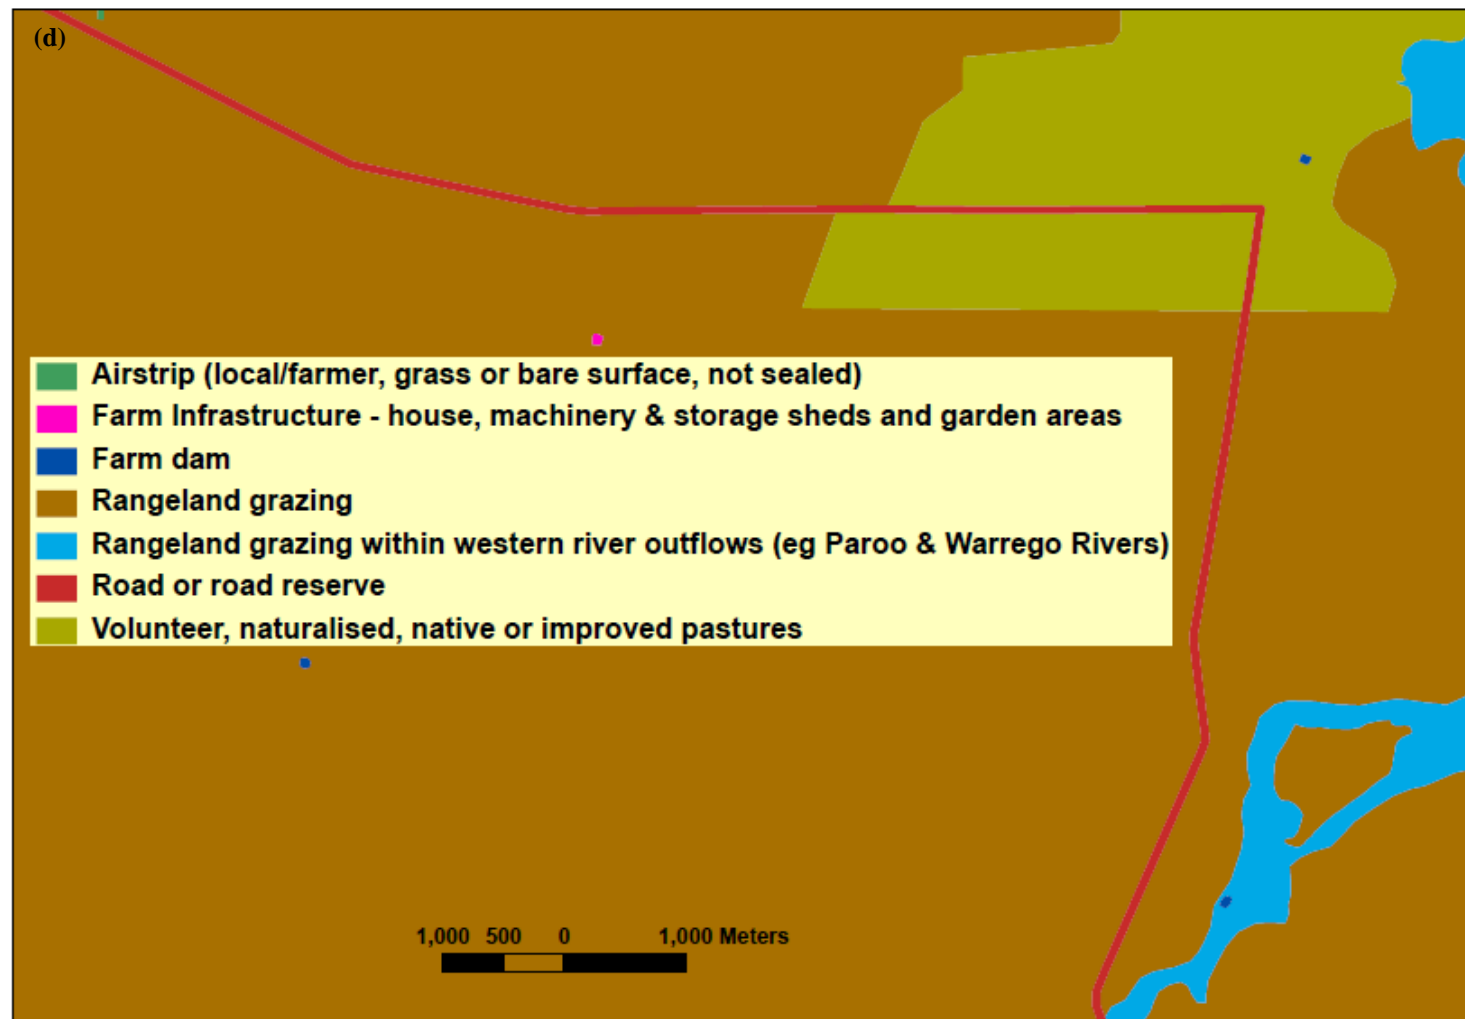 (d)
Airstrip (local/farmer, grass or bare surface, not sealed)
Farm Infrastructure - house, machinery & storage sheds and garden areas
Farm dam
Rangeland grazing
Rangeland grazing within western river outflows (eg Paroo & Warrego Rivers)
Road or road reserve
Volunteer, naturalised, native or improved pastures
1,000 500 0 1,000 Meters